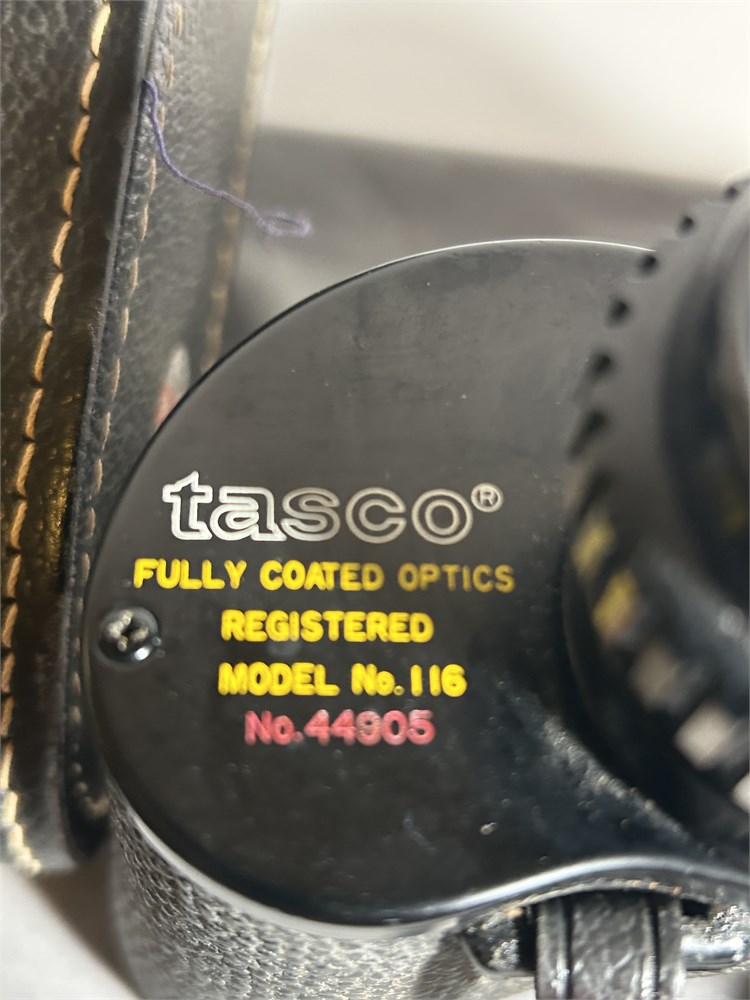 tasco®
FULLY COATED OPTICS
REGISTERED
MODEL No. 116
No. 44905